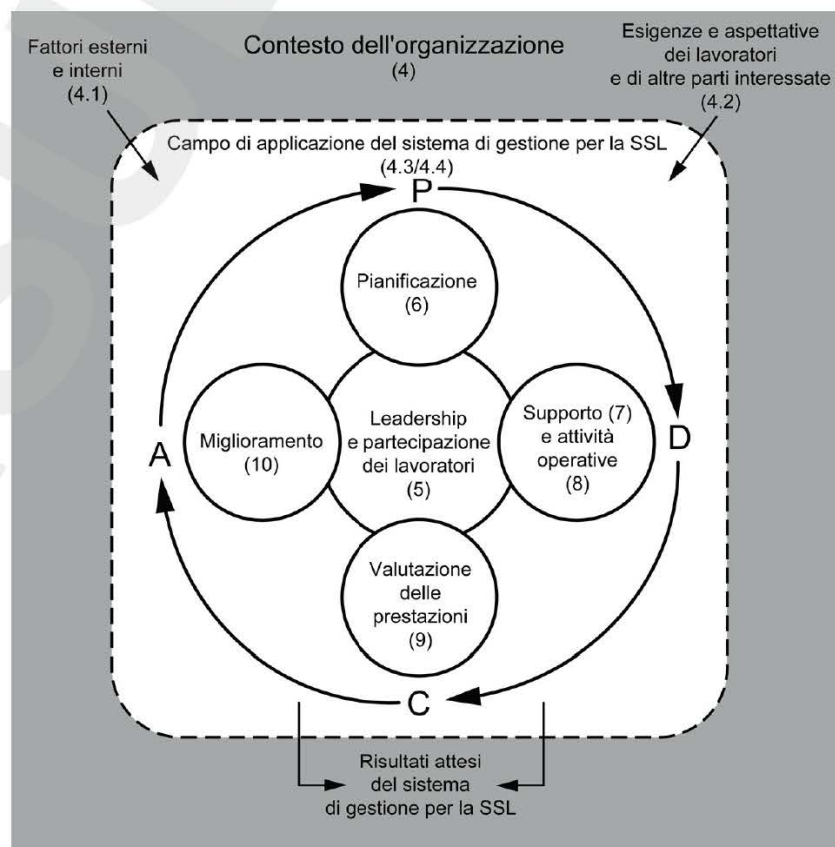 Fattori esterni
e interni
(4.1)
Contesto dell'organizzazione
(4)
Esigenze e aspettative
dei lavoratori
e di altre parti interessate
(4.2)
Campo di applicazione del sistema di gestione per la SSL
(4.3/4.4)
P
Pianificazione
(6)
A
Miglioramento
(10)
Leadership
e partecipazione
dei lavoratori
(5)
Supporto (7)
e attività
operative
(8)
D
Valutazione
delle
prestazioni
(9)
C
Risultati attesi
del sistema
di gestione per la SSL